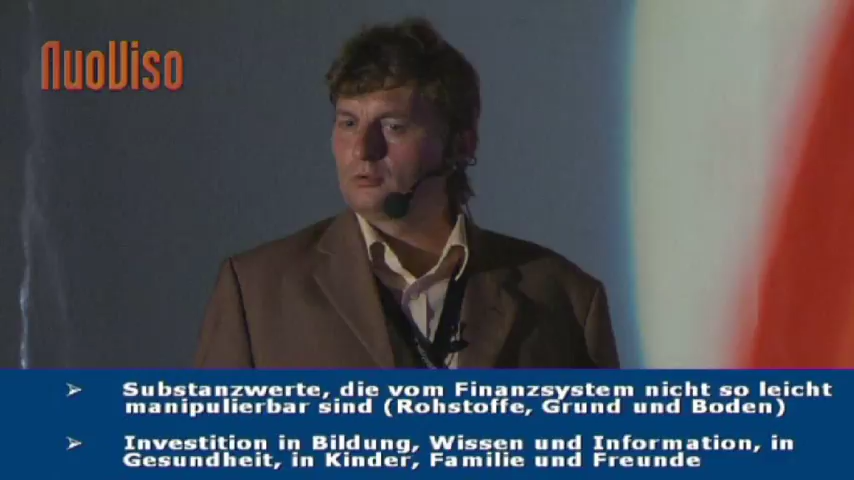 NuoViso
➢ Substanzwerte, die vom Finanzsystem nicht so leicht
manipulierbar sind (Rohstoffe, Grund und Boden)
➢ Investition in Bildung, Wissen und Information, in
Gesundheit, in Kinder, Familie und Freunde